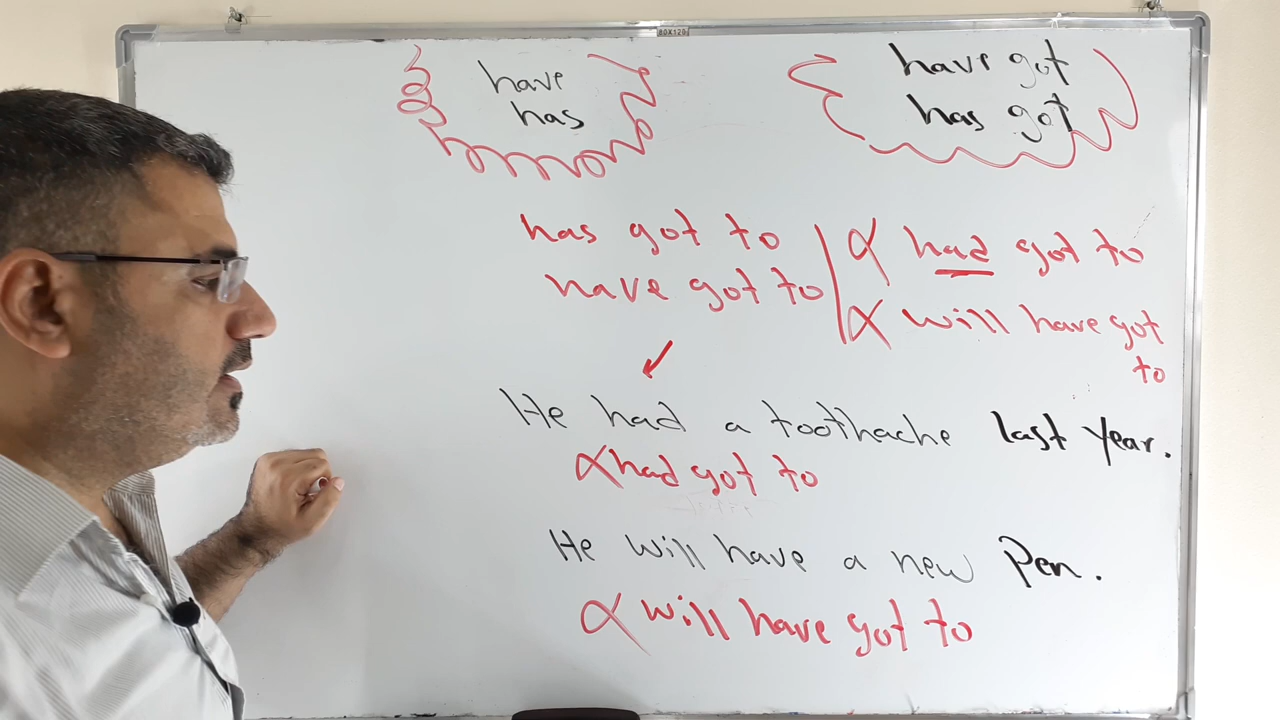 80X120
have
has
have got
has got
has got to
have got to
had got to
will have got
to
He had a toothache last year.
had got to
He will have a new Pen.
will have got to